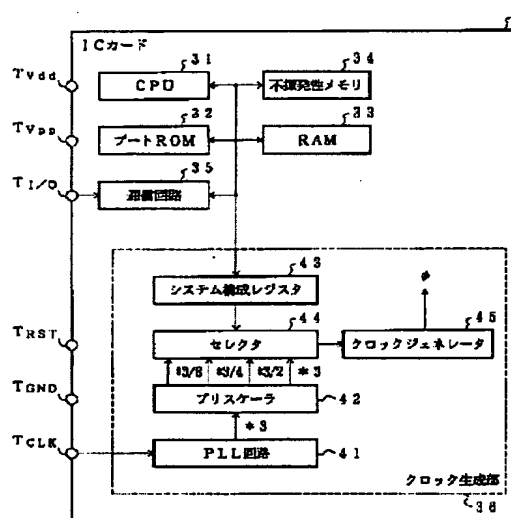 ICカード
TVdd
31
CPU
34
不揮発性メモリ
TVpp
32
ブートROM
33
RAM
TI/O
35
通信回路
43
システム構成レジスタ
φ
TRST
44
セレクタ
45
クロックジェネレータ
*3/8 *3/4 *3/2 *3
TGND
プリスケーラ
42
*3
TCLK
PLL回路
41
クロック生成部
36